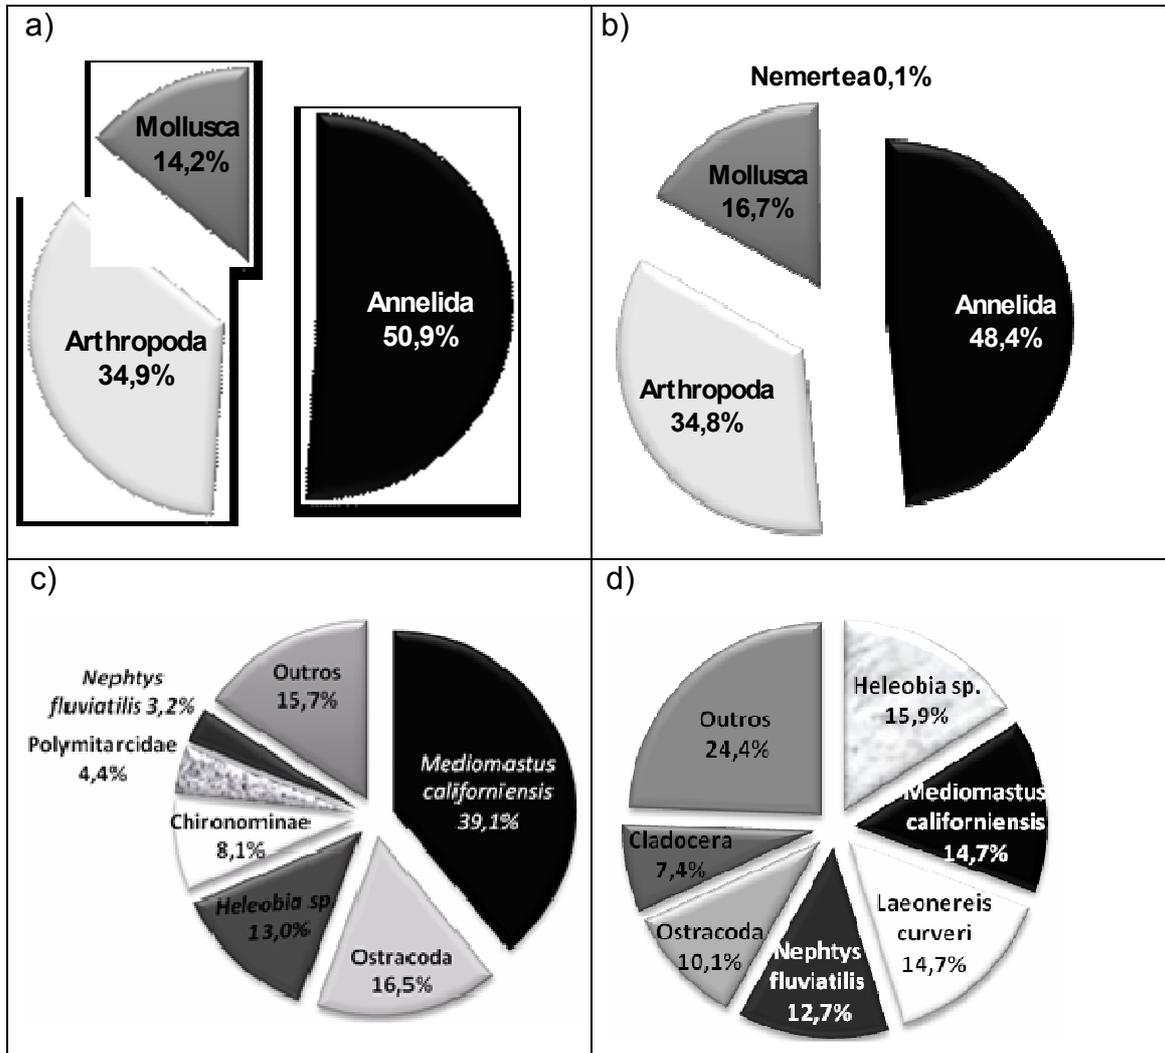 a)
Mollusca
14,2%
Arthropoda
34,9%
Annelida
50,9%
b)
Nemertea 0,1%
Mollusca
16,7%
Annelida
48,4%
Arthropoda
34,8%
c)
Outros
15,7%
Nephtys
fluviatilis 3,2%
Polymitarcidae
4,4%
Chironominae
8,1%
Heleobia sp.
13,0%
Ostracoda
16,5%
Mediomastus
californiensis
39,1%
d)
Heleobia sp.
15,9%
Outros
24,4%
Mediomastus
californiensis
14,7%
Cladocera
7,4%
Laeonereis
curveri
14,7%
Ostracoda
10,1%
Nephtys
fluviatilis
12,7%